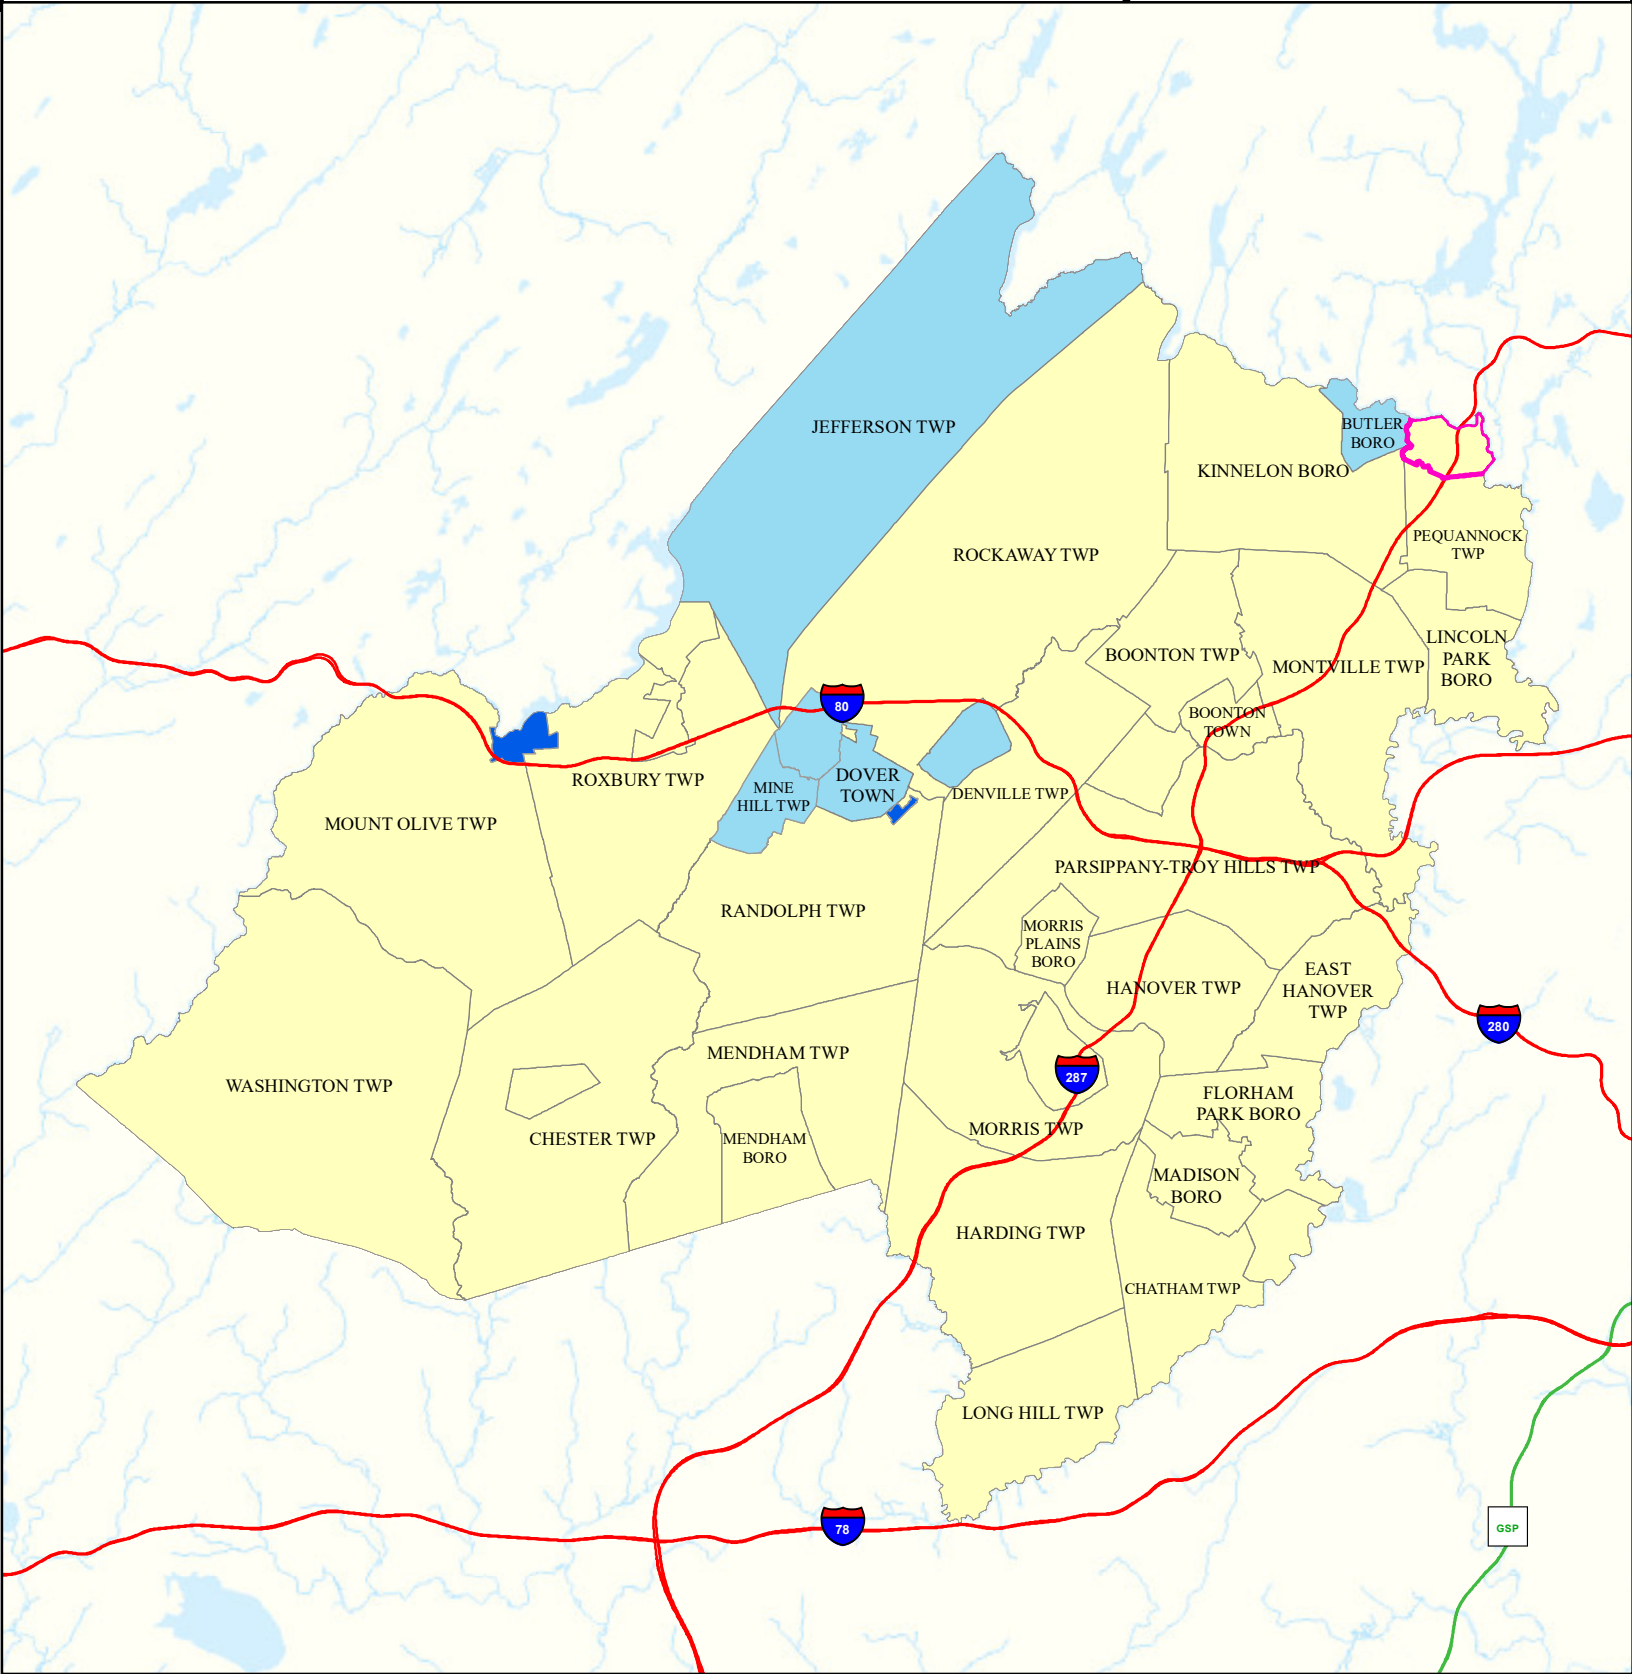 JEFFERSON TWP
BUTLER
BORO
KINNELON BORO
PEQUANNOCK
TWP
ROCKAWAY TWP
LINCOLN
PARK
BORO
BOONTON TWP
MONTVILLE TWP
80
BOONTON
TOWN
ROXBURY TWP
MINE
HILL TWP
DOVER
TOWN
DENVILLE TWP
MOUNT OLIVE TWP
PARSIPPANY-TROY HILLS TWP
RANDOLPH TWP
MORRIS
PLAINS
BORO
EAST
HANOVER
TWP
HANOVER TWP
280
MENDHAM TWP
287
WASHINGTON TWP
FLORHAM
PARK BORO
CHESTER TWP
MENDHAM
BORO
MORRIS TWP
MADISON
BORO
HARDING TWP
CHATHAM TWP
LONG HILL TWP
78
GSP